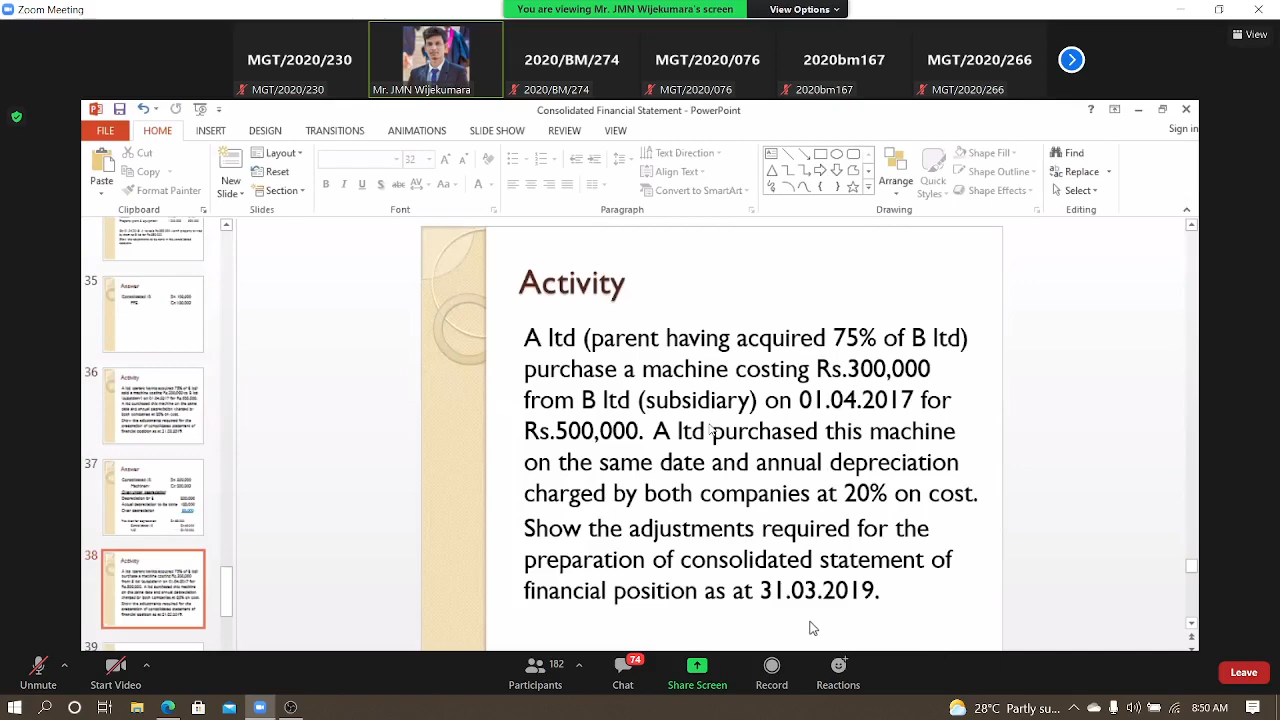 Zoom Meeting
You are viewing Mr. JMN Wijekumara's screen
View Options
View
MGT/2020/230
2020/BM/274
MGT/2020/076
2020bm167
MGT/2020/266
MGT/2020/230
Mr. JMN Wijekumara
2020/BM/274
MGT/2020/076
2020bm167
MGT/2020/266
Consolidated Financial Statement - PowerPoint
?
FILE
HOME
INSERT
DESIGN
TRANSITIONS
ANIMATIONS
SLIDE SHOW
REVIEW
VIEW
Sign in
Paste
Cut
Copy
Format Painter
Clipboard
New
Slide
Layout
Reset
Section
Slides
32
Font
Text Direction
Align Text
Convert to SmartArt
Paragraph
Arrange
Quick
Styles
Shape Fill
Shape Outline
Shape Effects
Drawing
Find
Replace
Select
Editing
35
36
37
38
39
Activity
A ltd (parent having acquired 75% of B ltd)
purchase a machine costing Rs.300,000
from B ltd (subsidiary) on 01.04.2017 for
Rs.500,000. A ltd purchased this machine
on the same date and annual depreciation
charged by both companies at 20% on cost.
Show the adjustments required for the
preparation of consolidated statement of
financial position as at 31.03.2019.
Unmute
Start Video
182
Participants
74
Chat
Share Screen
Record
Reactions
Leave
28°C Partly sunny